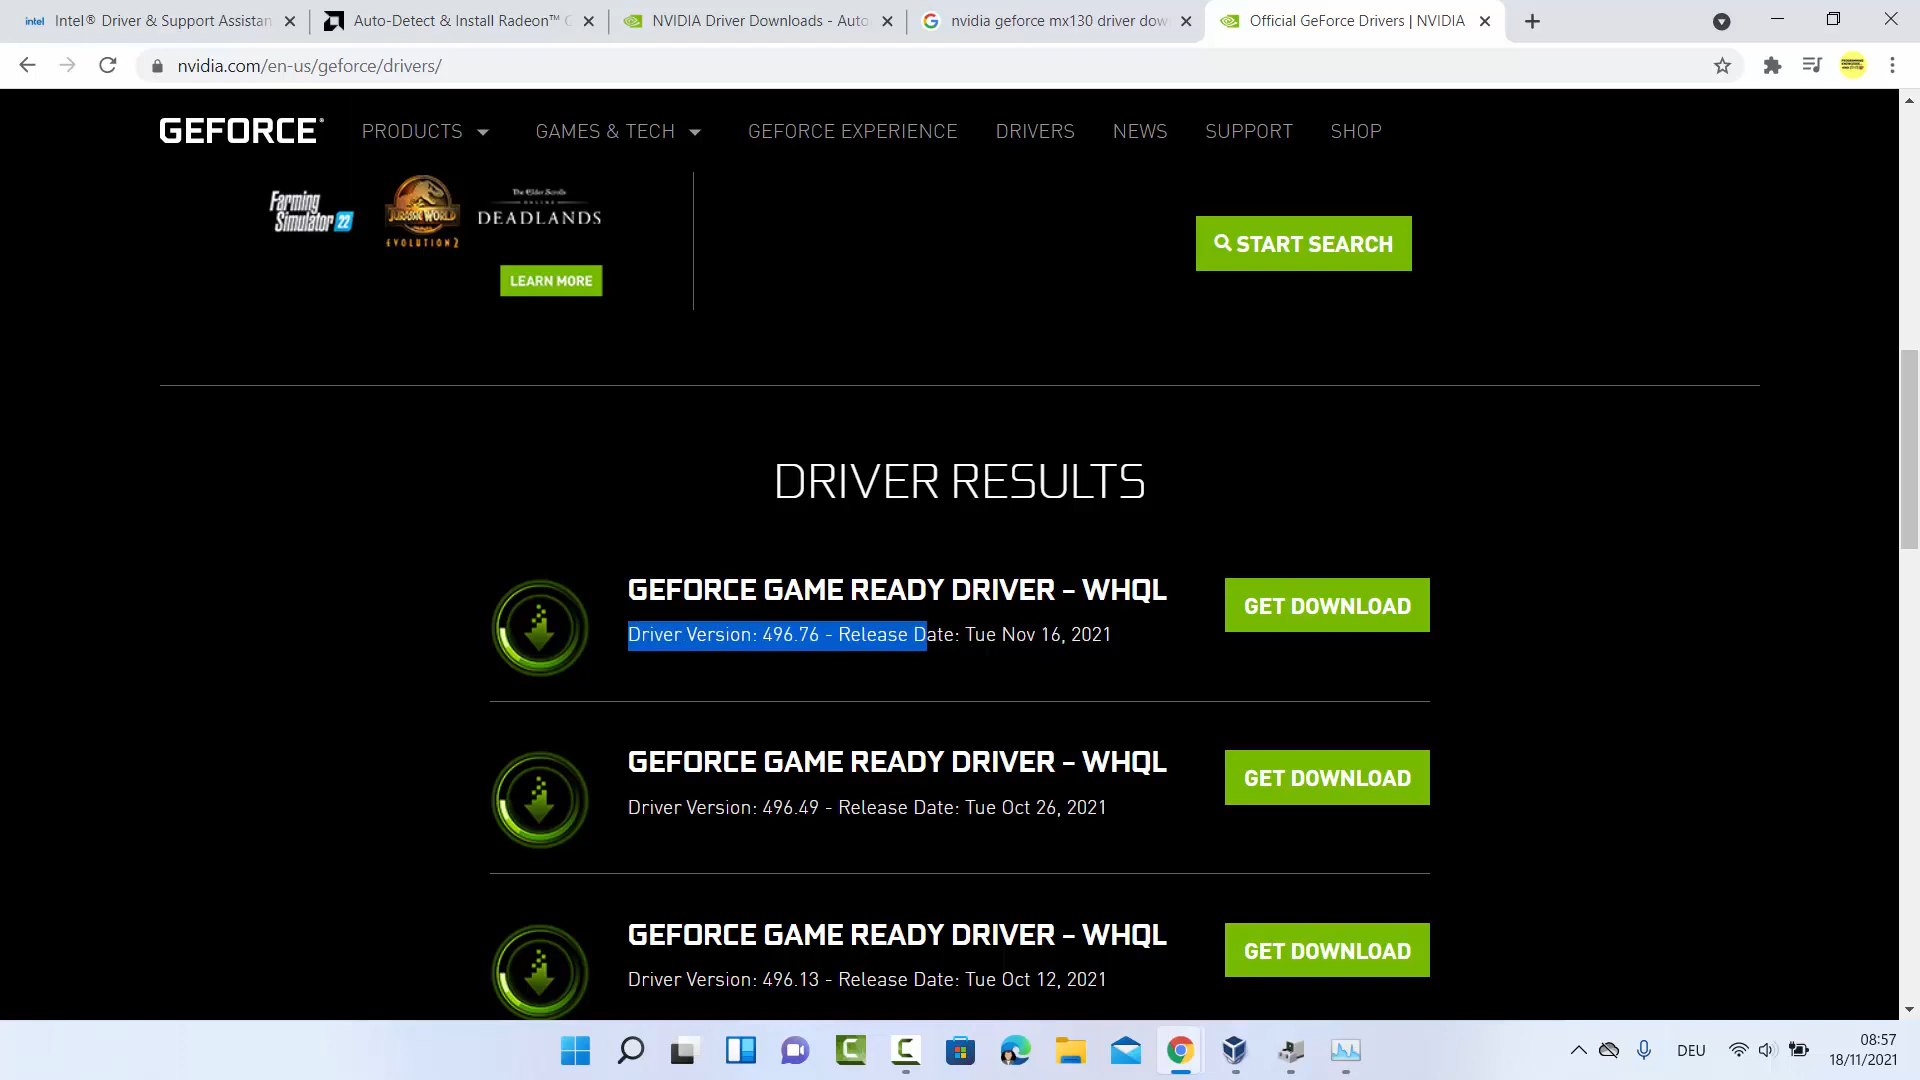 intel Intel® Driver & Support Assistan
Auto-Detect & Install Radeon™ G
NVIDIA Driver Downloads - Auto
nvidia geforce mx130 driver dow
Official GeForce Drivers | NVIDIA
nvidia.com/en-us/geforce/drivers/
GEFORCE PRODUCTS GAMES & TECH GEFORCE EXPERIENCE DRIVERS NEWS SUPPORT SHOP
Farming Simulator 22
JURASSIC WORLD
EVOLUTION 2
The Elder Scrolls
ONLINE
DEADLANDS
START SEARCH
LEARN MORE
DRIVER RESULTS
GEFORCE GAME READY DRIVER - WHQL
GET DOWNLOAD
Driver Version: 496.76 - Release Date: Tue Nov 16, 2021
GEFORCE GAME READY DRIVER - WHQL
GET DOWNLOAD
Driver Version: 496.49 - Release Date: Tue Oct 26, 2021
GEFORCE GAME READY DRIVER - WHQL
GET DOWNLOAD
Driver Version: 496.13 - Release Date: Tue Oct 12, 2021
DEU
08:57
18/11/2021